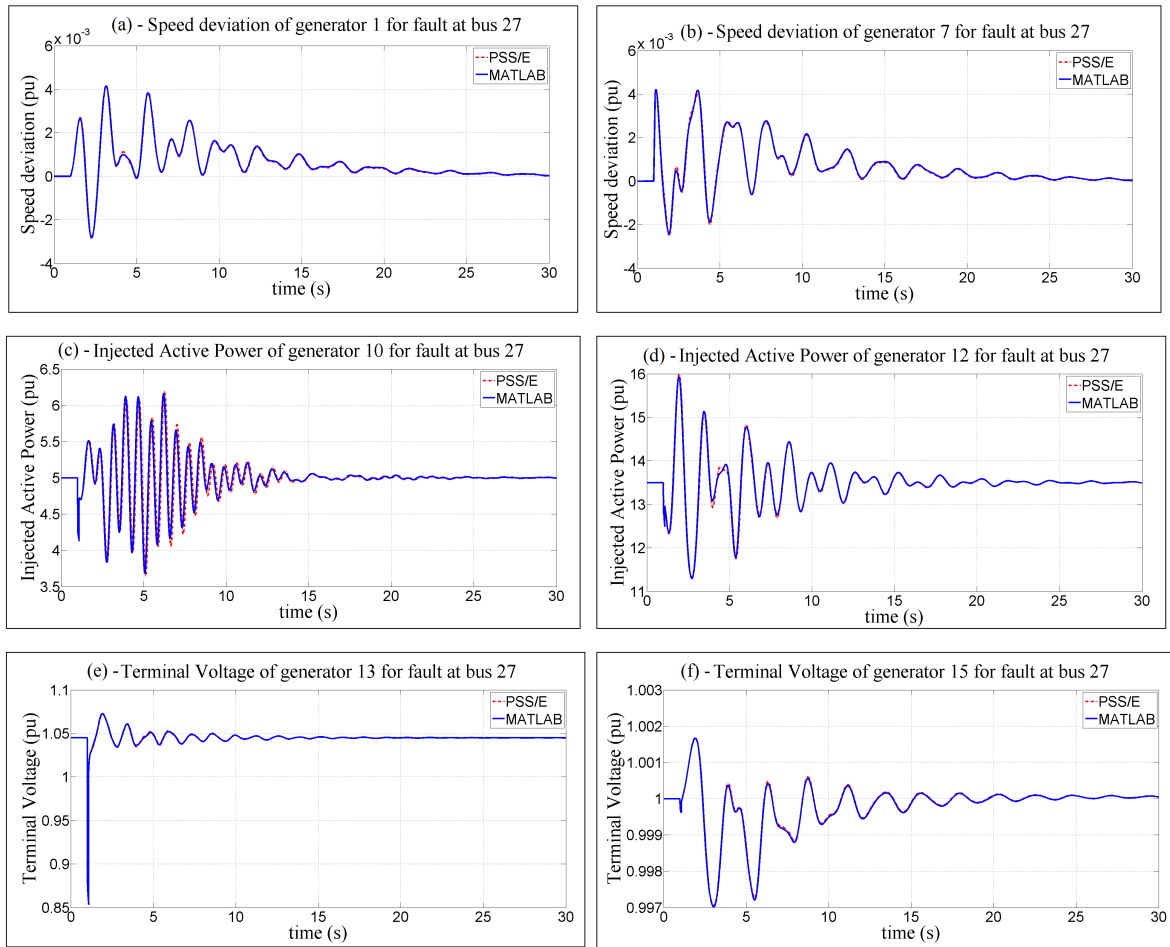 (a) - Speed deviation of generator 1 for fault at bus 27
x 10⁻³
6
4
2
0
-2
-4
Speed deviation (pu)
PSS/E
MATLAB
0 5 10 15 20 25 30
time (s)
(b) - Speed deviation of generator 7 for fault at bus 27
x 10⁻³
6
4
2
0
-2
-4
Speed deviation (pu)
PSS/E
MATLAB
0 5 10 15 20 25 30
time (s)
(c) - Injected Active Power of generator 10 for fault at bus 27
6.5
6
5.5
5
4.5
4
3.5
Injected Active Power (pu)
PSS/E
MATLAB
0 5 10 15 20 25 30
time (s)
(d) - Injected Active Power of generator 12 for fault at bus 27
16
15
14
13
12
11
Injected Active Power (pu)
PSS/E
MATLAB
0 5 10 15 20 25 30
time (s)
(e) - Terminal Voltage of generator 13 for fault at bus 27
1.1
1.05
1
0.95
0.9
0.85
Terminal Voltage (pu)
PSS/E
MATLAB
0 5 10 15 20 25 30
time (s)
(f) - Terminal Voltage of generator 15 for fault at bus 27
1.003
1.002
1.001
1
0.999
0.998
0.997
Terminal Voltage (pu)
PSS/E
MATLAB
0 5 10 15 20 25 30
time (s)